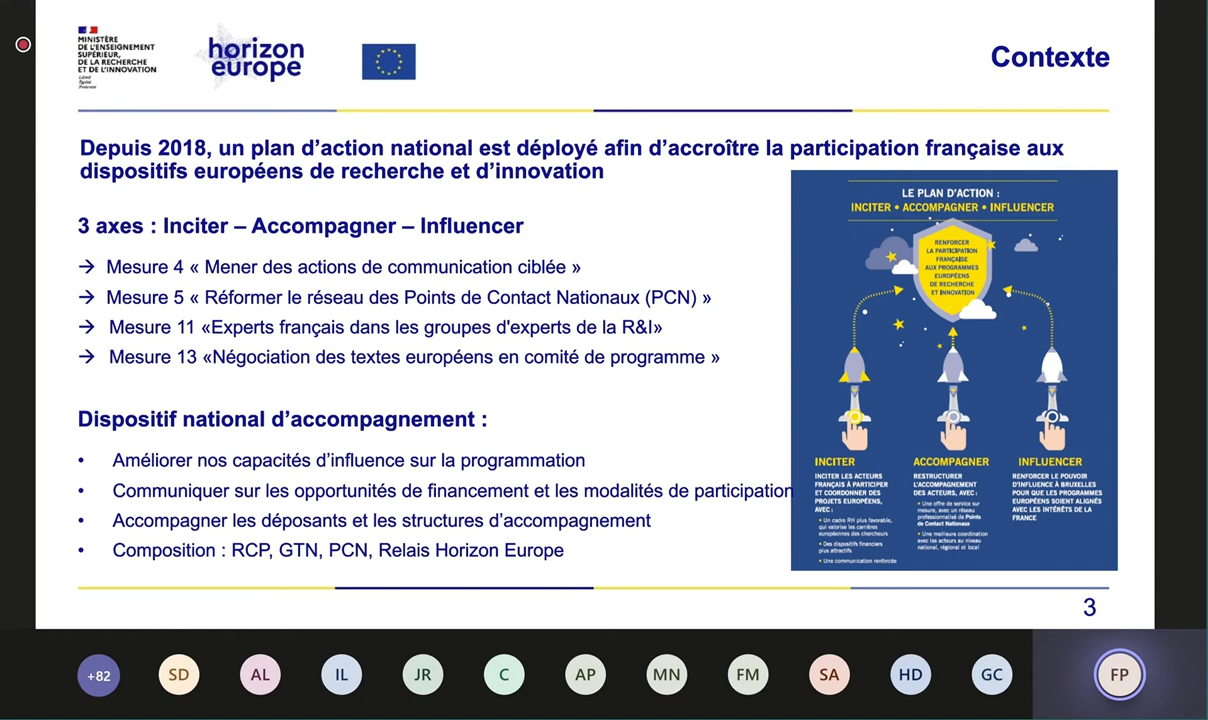 MINISTÈRE
DE L'ENSEIGNEMENT
SUPÉRIEUR,
DE LA RECHERCHE
ET DE L'INNOVATION
Liberté
Égalité
Fraternité
horizon
europe
Contexte
Depuis 2018, un plan d'action national est déployé afin d'accroître la participation française aux
dispositifs européens de recherche et d'innovation
3 axes : Inciter – Accompagner – Influencer
→ Mesure 4 « Mener des actions de communication ciblée »
→ Mesure 5 « Réformer le réseau des Points de Contact Nationaux (PCN) »
→ Mesure 11 «Experts français dans les groupes d'experts de la R&I»
→ Mesure 13 «Négociation des textes européens en comité de programme »
Dispositif national d'accompagnement :
• Améliorer nos capacités d'influence sur la programmation
• Communiquer sur les opportunités de financement et les modalités de participation
• Accompagner les déposants et les structures d'accompagnement
• Composition : RCP, GTN, PCN, Relais Horizon Europe
LE PLAN D'ACTION :
INCITER • ACCOMPAGNER • INFLUENCER
RENFORCER
LA PARTICIPATION
FRANÇAISE
AUX PROGRAMMES
EUROPÉENS
DE RECHERCHE
ET INNOVATION
INCITER
INCITER LES ACTEURS
FRANÇAIS À PARTICIPER
ET COORDONNER DES
PROJETS EUROPÉENS,
AVEC :
• Un cadre RH plus favorable,
qui valorise les carrières
européennes des chercheurs
• Des dispositifs financiers
plus attractifs
• Une communication renforcée
ACCOMPAGNER
RESTRUCTURER
L'ACCOMPAGNEMENT
DES ACTEURS, AVEC :
• Une offre de service sur
mesure, avec un réseau
professionnalisé de Points
de Contact Nationaux
• Une meilleure coordination
avec les acteurs au niveau
national, régional et local
INFLUENCER
RENFORCER LE POUVOIR
D'INFLUENCE À BRUXELLES
POUR QUE LES PROGRAMMES
EUROPÉENS SOIENT ALIGNÉS
AVEC LES INTÉRÊTS DE LA
FRANCE
3
+82
SD
AL
IL
JR
C
AP
MN
FM
SA
HD
GC
FP